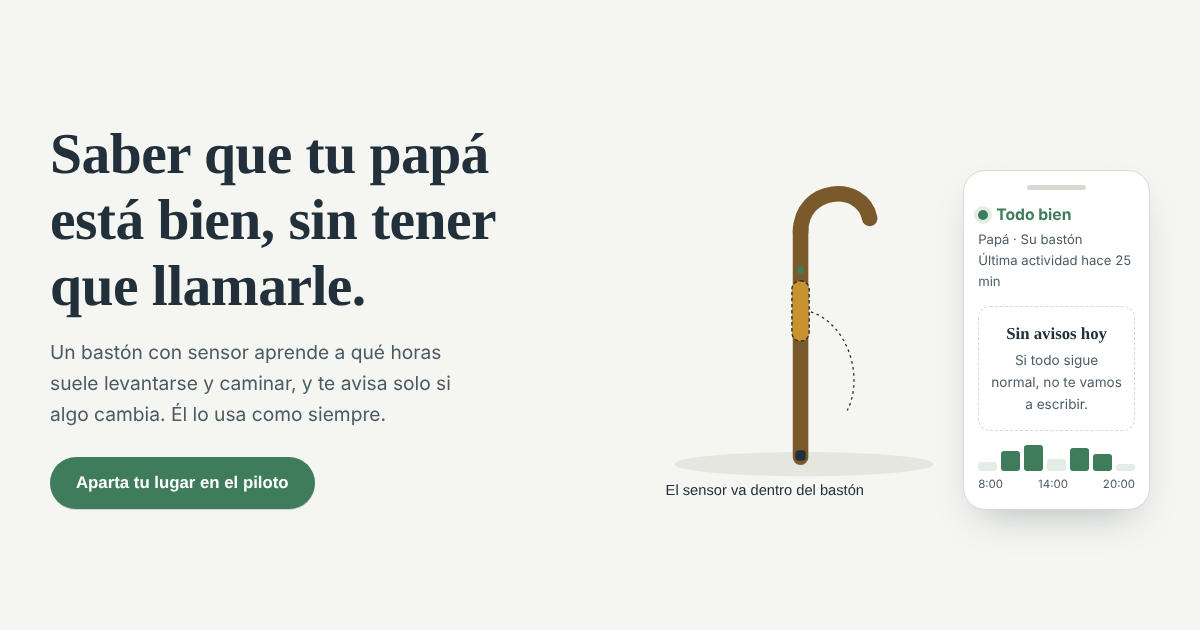 Saber que tu papá
está bien, sin tener
que llamarle.
Un bastón con sensor aprende a qué horas
suele levantarse y caminar, y te avisa solo si
algo cambia. Él lo usa como siempre.
Aparta tu lugar en el piloto
El sensor va dentro del bastón
Todo bien
Papá · Su bastón
Última actividad hace 25
min
Sin avisos hoy
Si todo sigue
normal, no te vamos
a escribir.
8:00 14:00 20:00